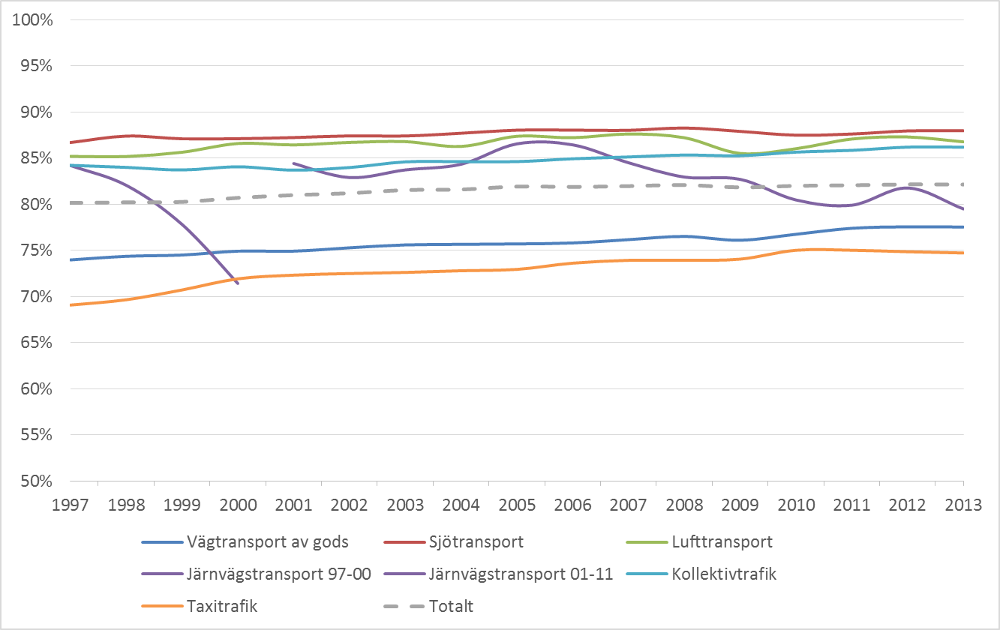 100%
95%
90%
85%
80%
75%
70%
65%
60%
55%
50%
1997 1998 1999 2000 2001 2002 2003 2004 2005 2006 2007 2008 2009 2010 2011 2012 2013
Vägtransport av gods Sjötransport Lufttransport
Järnvägstransport 97-00 Järnvägstransport 01-11 Kollektivtrafik
Taxitrafik Totalt